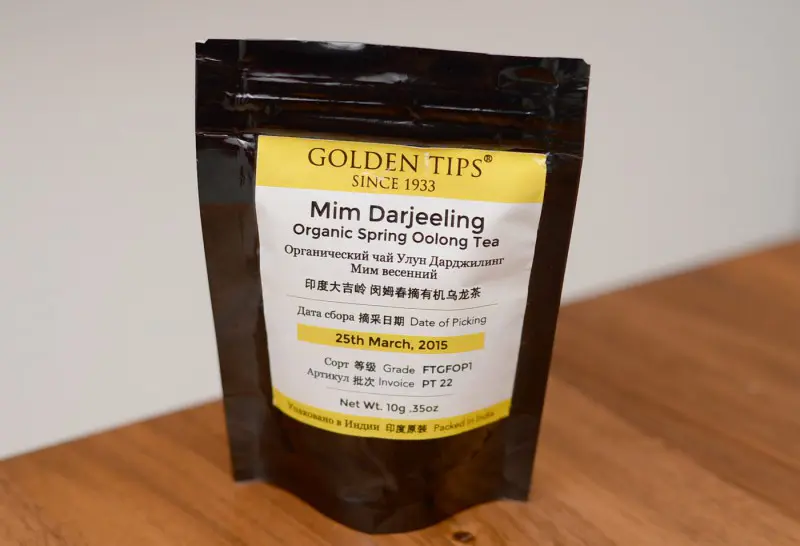 GOLDEN TIPS®
SINCE 1933
Mim Darjeeling
Organic Spring Oolong Tea
Органический чай Улун Дарджилинг
Мим весенний
印度大吉岭 闵姆春摘有机乌龙茶
Дата сбора 摘采日期 Date of Picking
25th March, 2015
Сорт 等级 Grade FTGFOP1
Артикул 批次 Invoice PT 22
Net Wt. 10g .35oz
Упаковано в Индии 印度原装 Packed in India